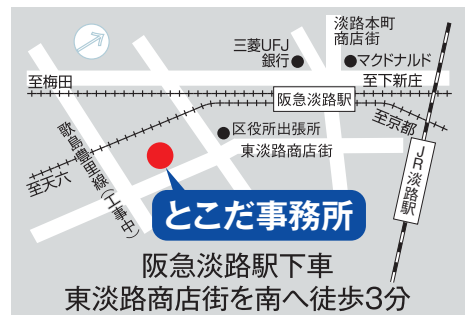 淡路本町
商店街
三菱UFJ
銀行
マクドナルド
至梅田
至下新庄
阪急淡路駅
至京都
区役所出張所
東淡路商店街
歌島豊里線(工事中)
至天六
JR淡路駅
とこだ事務所
阪急淡路駅下車
東淡路商店街を南へ徒歩3分